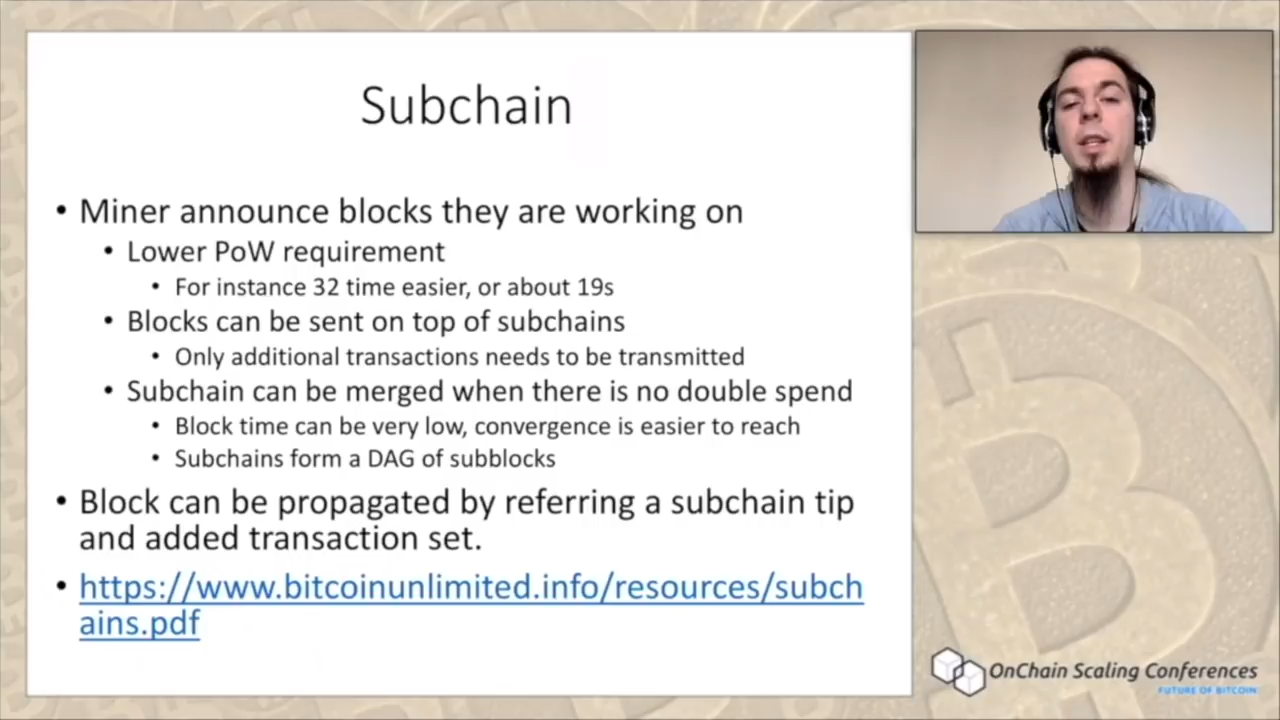 Subchain
• Miner announce blocks they are working on
• Lower PoW requirement
• For instance 32 time easier, or about 19s
• Blocks can be sent on top of subchains
• Only additional transactions needs to be transmitted
• Subchain can be merged when there is no double spend
• Block time can be very low, convergence is easier to reach
• Subchains form a DAG of subblocks
• Block can be propagated by referring a subchain tip
and added transaction set.
• https://www.bitcoinunlimited.info/resources/subch
ains.pdf
OnChain Scaling Conferences
FUTURE OF BITCOIN